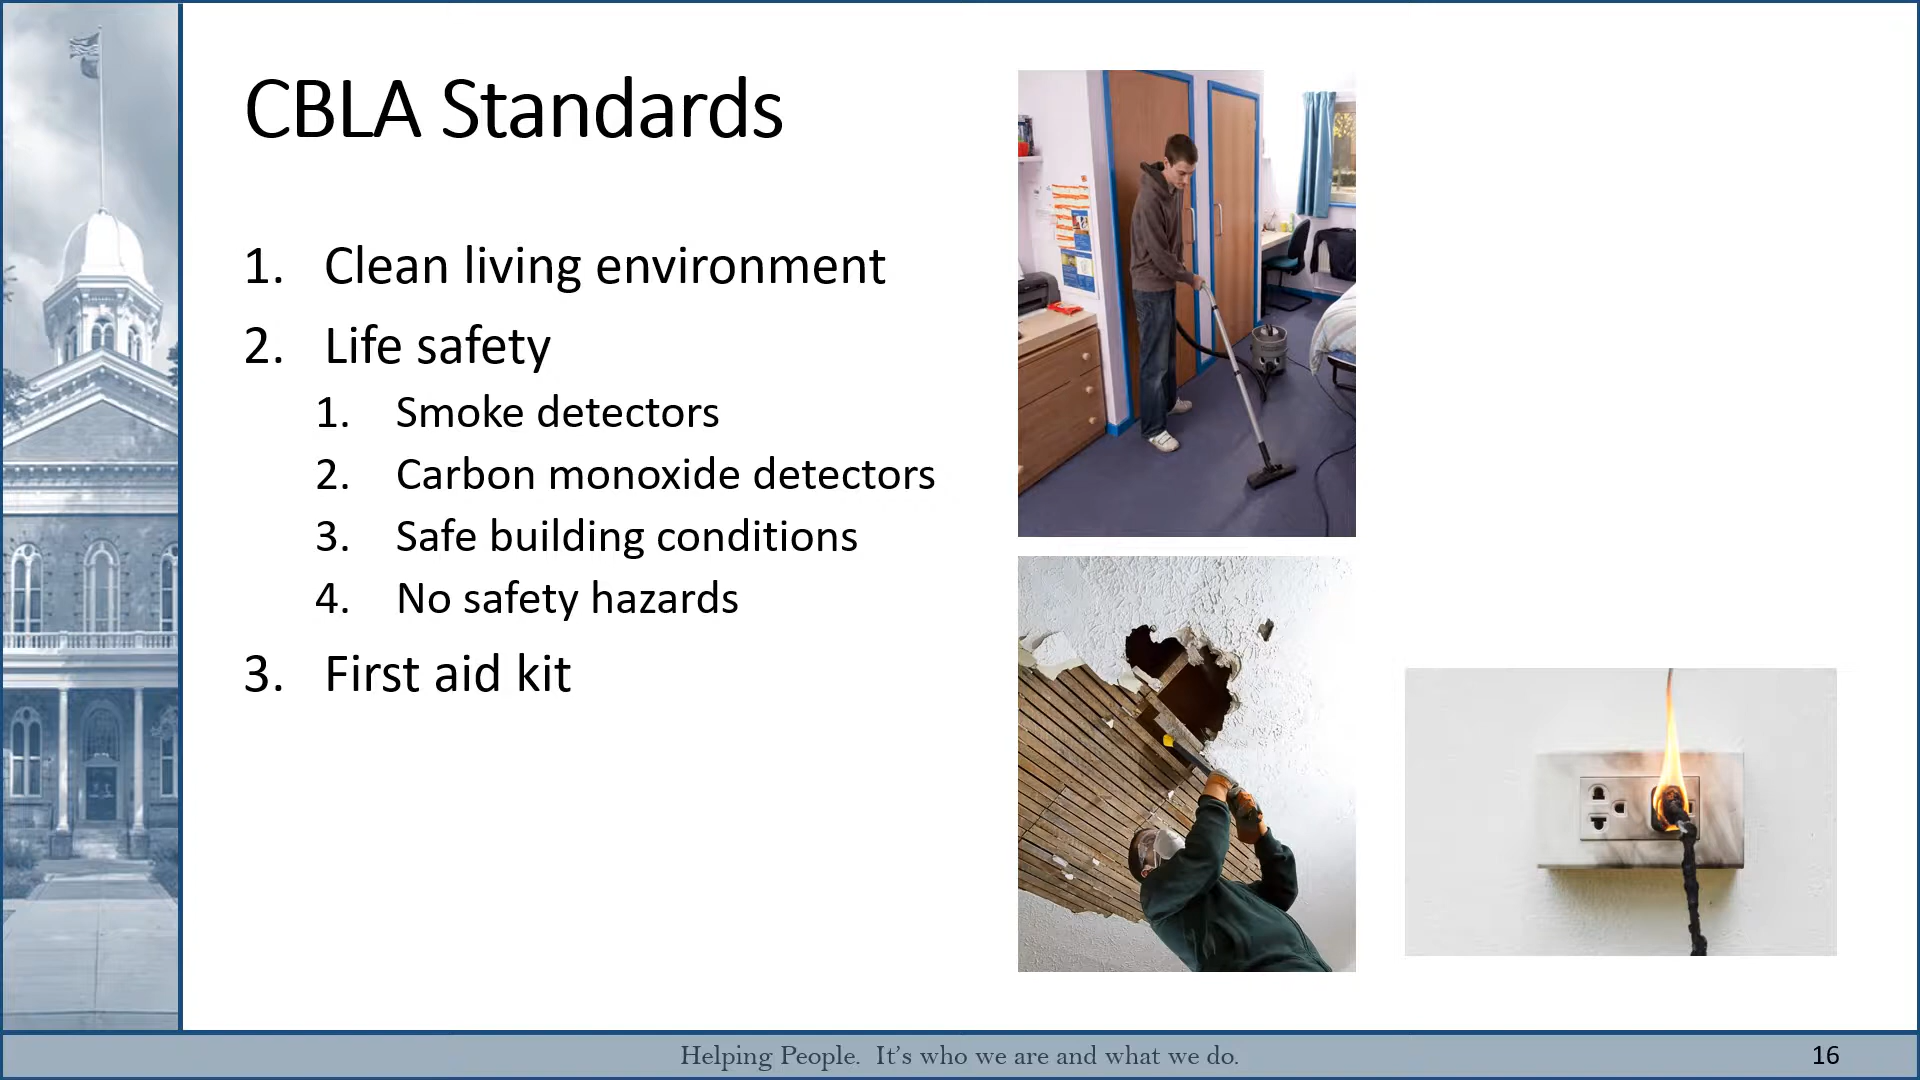 CBLA Standards
1. Clean living environment
2. Life safety
1. Smoke detectors
2. Carbon monoxide detectors
3. Safe building conditions
4. No safety hazards
3. First aid kit
Helping People. It's who we are and what we do.
16